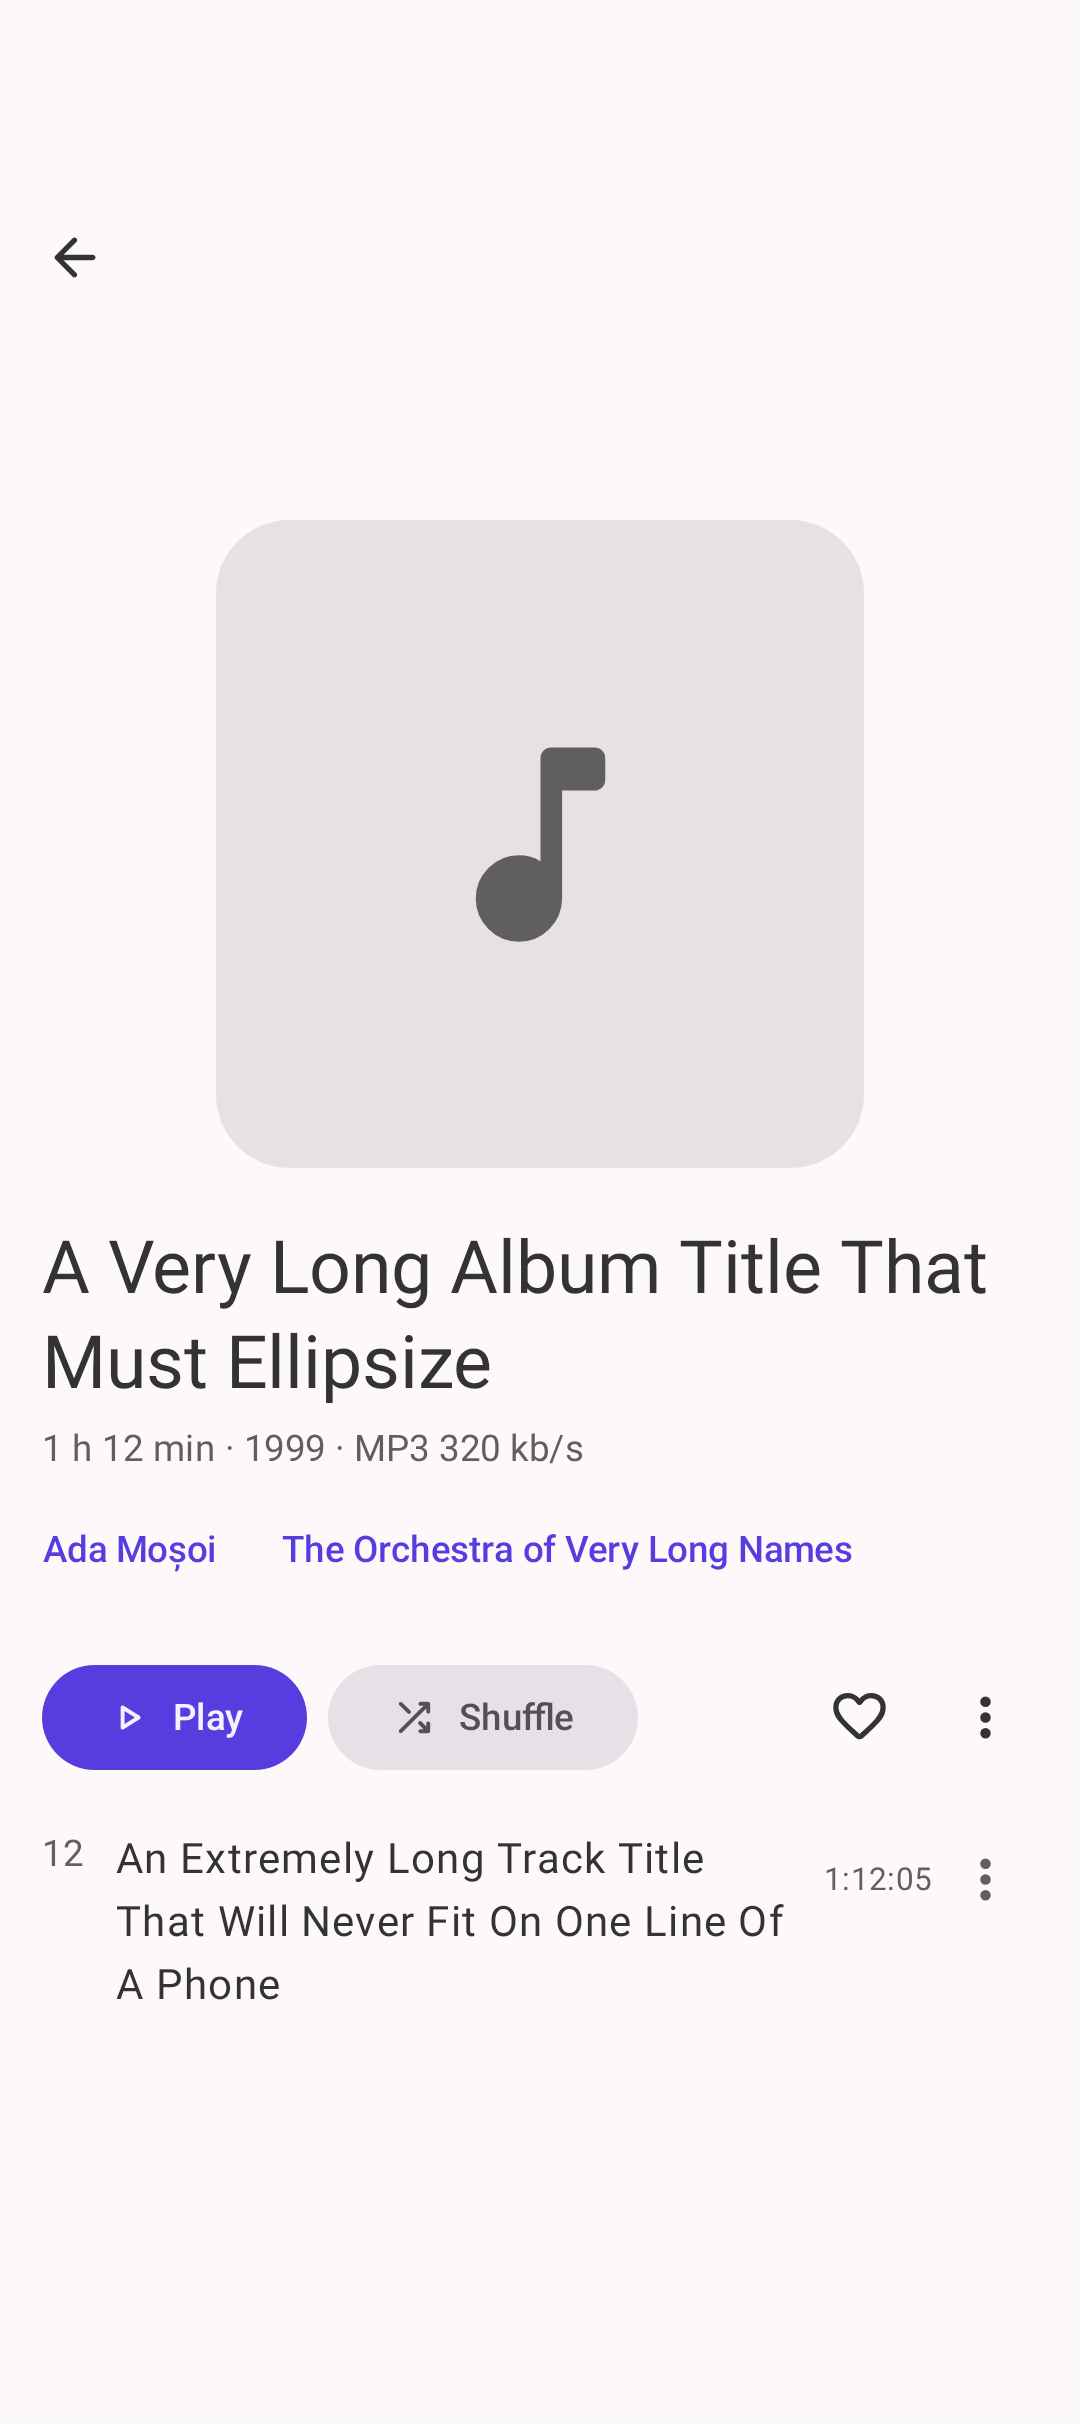 A Very Long Album Title That
Must Ellipsize
1 h 12 min · 1999 · MP3 320 kb/s
Ada Moșoi
The Orchestra of Very Long Names
Play
Shuffle
12
An Extremely Long Track Title
That Will Never Fit On One Line Of
A Phone
1:12:05